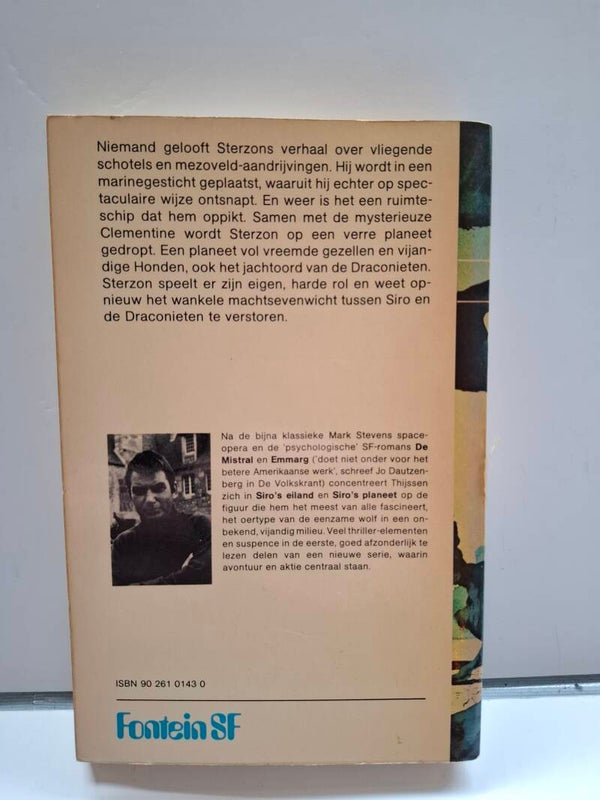 Niemand gelooft Sterzons verhaal over vliegende
schotels en mezoveld-aandrijvingen. Hij wordt in een
marinegesticht geplaatst, waaruit hij echter op spec-
taculaire wijze ontsnapt. En weer is het een ruimte-
schip dat hem oppikt. Samen met de mysterieuze
Clementine wordt Sterzon op een verre planeet
gedropt. Een planeet vol vreemde gezellen en vijan-
dige Honden, ook het jachtoord van de Draconieten.
Sterzon speelt er zijn eigen, harde rol en weet op-
nieuw het wankele machtsevenwicht tussen Siro en
de Draconieten te verstoren.
Na de bijna klassieke Mark Stevens space-
opera en de 'psychologische' SF-romans De
Mistral en Emmarg ('doet niet onder voor het
betere Amerikaanse werk', schreef Jo Dautzen-
berg in De Volkskrant) concentreert Thijssen
zich in Siro's eiland en Siro's planeet op de
figuur die hem het meest van alle fascineert,
het oertype van de eenzame wolf in een on-
bekend, vijandig milieu. Veel thriller-elementen
en suspence in de eerste, goed afzonderlijk te
lezen delen van een nieuwe serie, waarin
avontuur en aktie centraal staan.
ISBN 90 261 0143 0
Fontein SF